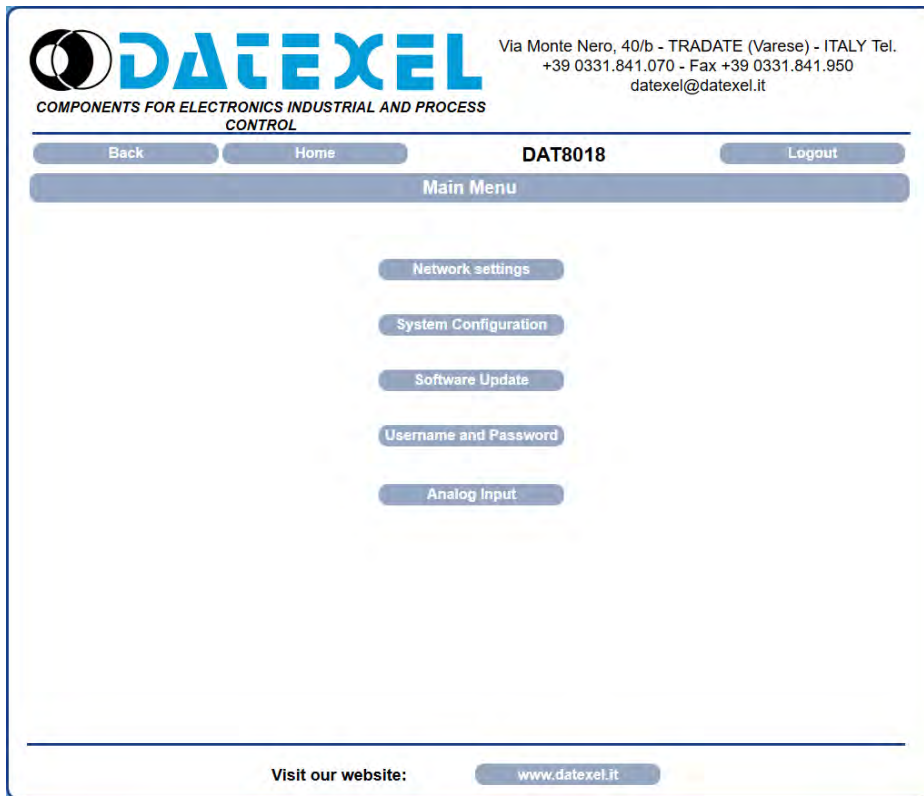 DATEXEL
COMPONENTS FOR ELECTRONICS INDUSTRIAL AND PROCESS
CONTROL
Via Monte Nero, 40/b - TRADATE (Varese) - ITALY Tel.
+39 0331.841.070 - Fax +39 0331.841.950
datexel@datexel.it
Back Home DAT8018 Logout
Main Menu
Network settings
System Configuration
Software Update
Username and Password
Analog Input
Visit our website: www.datexel.it